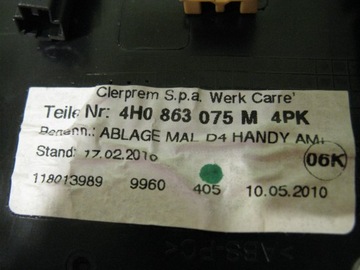 Clerprem S.p.a. Werk Carre'
Teile Nr: 4H0 863 075 M 4PK
Benenn.: ABLAGE MAL D4 HANDY AMI
Stand: 17.02.2010
06K
118013989 9960 405 10.05.2010